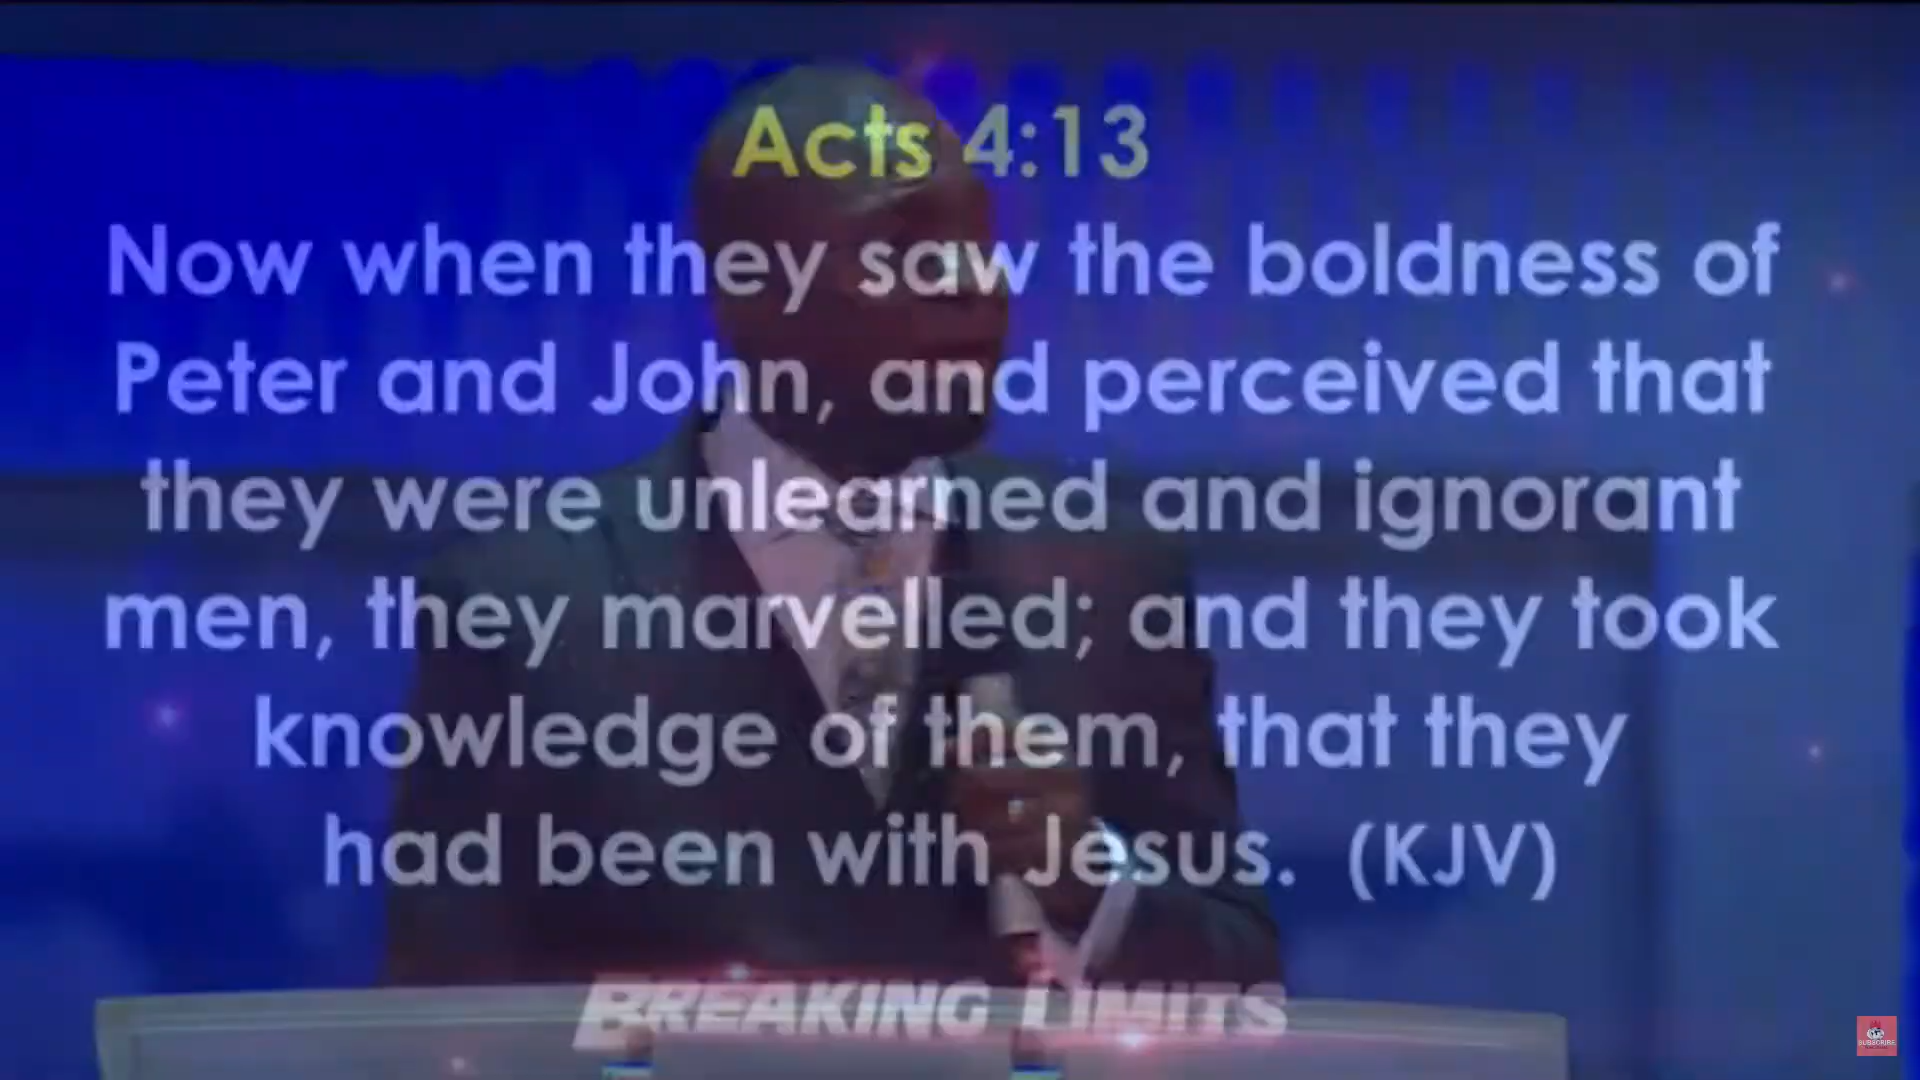 Acts 4:13
Now when they saw the boldness of
Peter and John, and perceived that
they were unlearned and ignorant
men, they marvelled; and they took
knowledge of them, that they
had been with Jesus. (KJV)
BREAKING LIMITS
SUBSCRIBE